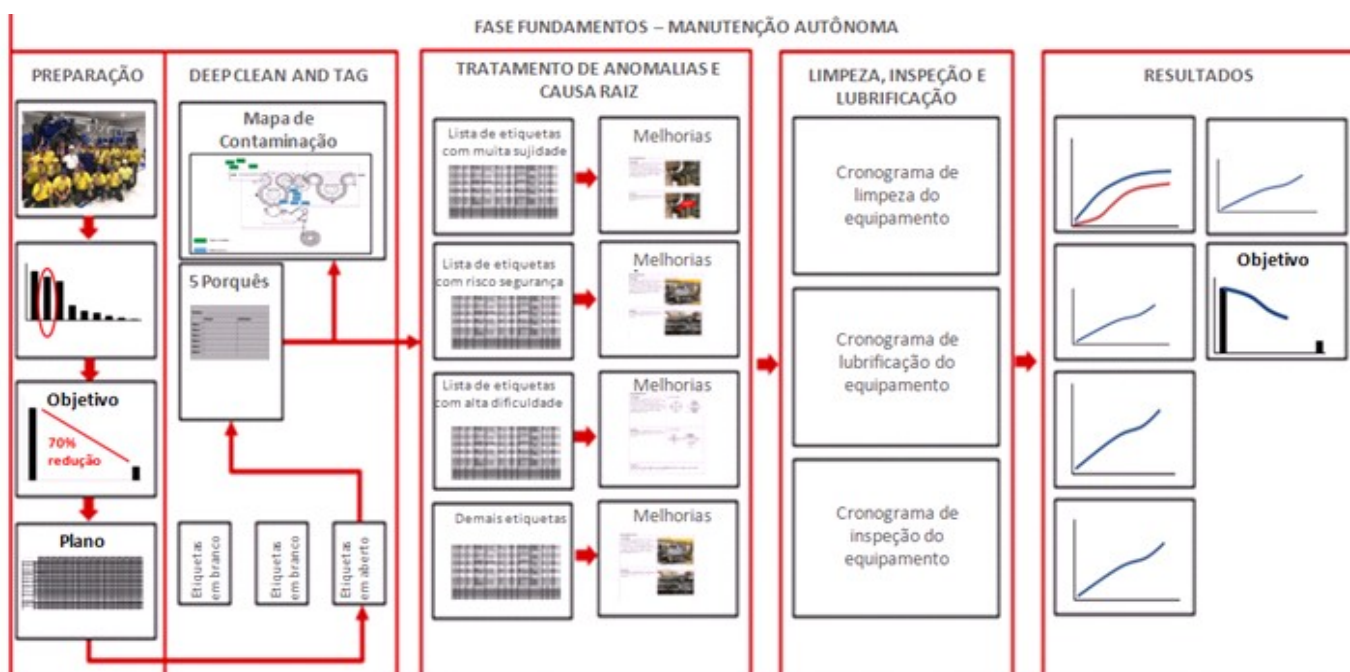 FASE FUNDAMENTOS – MANUTENÇÃO AUTÔNOMA
PREPARAÇÃO
Objetivo
70%
redução
Plano
DEEP CLEAN AND TAG
Mapa de
Contaminação
5 Porquês
Etiquetas
em branco
Etiquetas
em branco
Etiquetas
em aberto
TRATAMENTO DE ANOMALIAS E
CAUSA RAIZ
Lista de etiquetas
com muita sujidade
Melhorias
Lista de etiquetas
com risco segurança
Melhorias
Lista de etiquetas
com alta dificuldade
Melhorias
Demais etiquetas
Melhorias
LIMPEZA, INSPEÇÃO E
LUBRIFICAÇÃO
Cronograma de
limpeza do
equipamento
Cronograma de
lubrificação do
equipamento
Cronograma de
inspeção do
equipamento
RESULTADOS
Objetivo